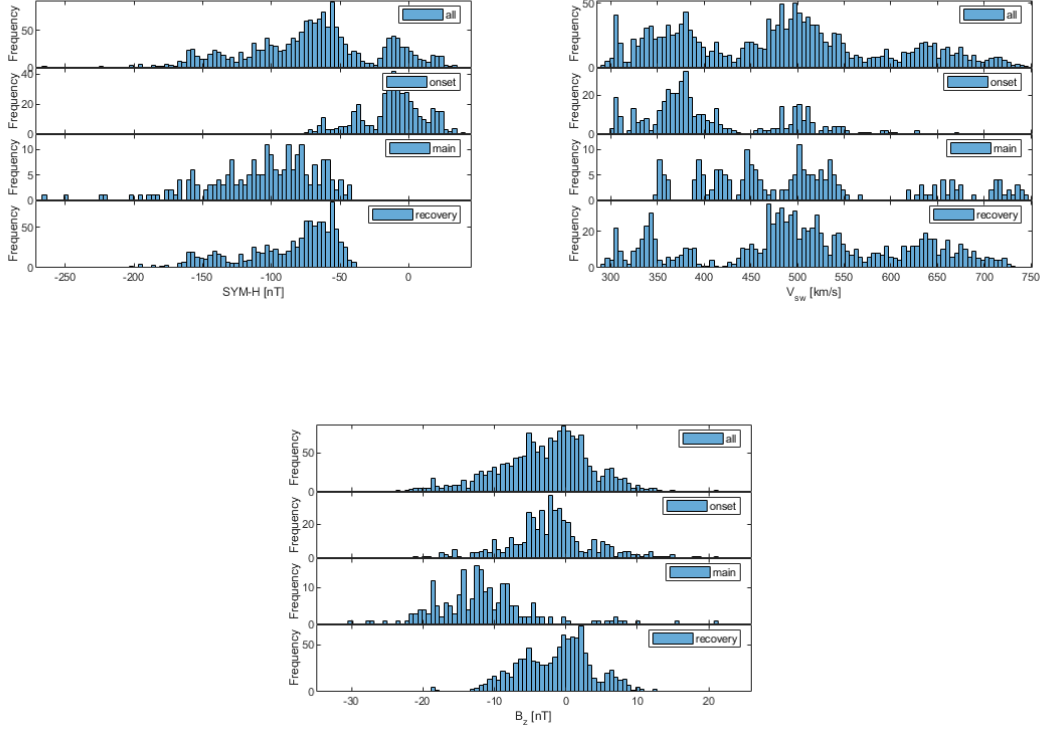 Frequency
50
0
all
Frequency
40
20
0
onset
Frequency
10
5
0
main
Frequency
50
0
recovery
-250 -200 -150 -100 -50 0
SYM-H [nT]
Frequency
50
0
all
Frequency
20
0
onset
Frequency
10
5
0
main
Frequency
20
0
recovery
300 350 400 450 500 550 600 650 700 750
V_sw [km/s]
Frequency
50
0
all
Frequency
20
0
onset
Frequency
10
0
main
Frequency
50
0
recovery
-30 -20 -10 0 10 20
B_z [nT]